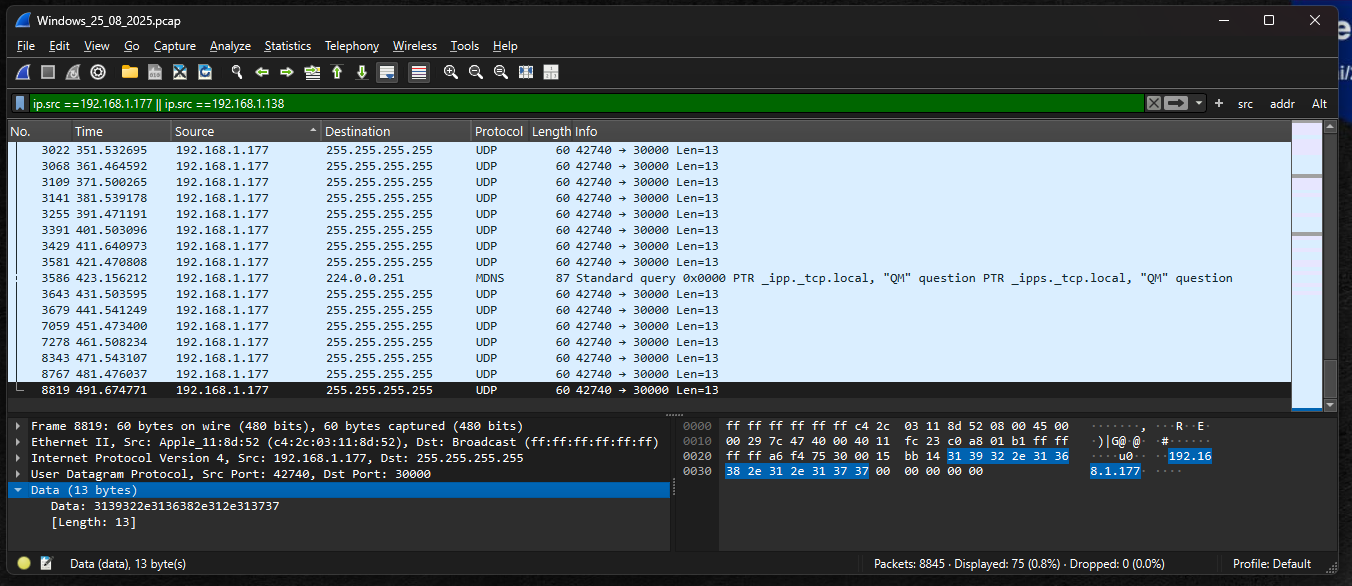 Windows_25_08_2025.pcap
File Edit View Go Capture Analyze Statistics Telephony Wireless Tools Help
ip.src ==192.168.1.177 || ip.src ==192.168.1.138 + src addr Alt
No. Time Source Destination Protocol Length Info
3022 351.532695 192.168.1.177 255.255.255.255 UDP 60 42740 → 30000 Len=13
3068 361.464592 192.168.1.177 255.255.255.255 UDP 60 42740 → 30000 Len=13
3109 371.500265 192.168.1.177 255.255.255.255 UDP 60 42740 → 30000 Len=13
3141 381.539178 192.168.1.177 255.255.255.255 UDP 60 42740 → 30000 Len=13
3255 391.471191 192.168.1.177 255.255.255.255 UDP 60 42740 → 30000 Len=13
3391 401.503096 192.168.1.177 255.255.255.255 UDP 60 42740 → 30000 Len=13
3429 411.640973 192.168.1.177 255.255.255.255 UDP 60 42740 → 30000 Len=13
3581 421.470808 192.168.1.177 255.255.255.255 UDP 60 42740 → 30000 Len=13
3586 423.156212 192.168.1.177 224.0.0.251 MDNS 87 Standard query 0x0000 PTR _ipp._tcp.local, "QM" question PTR _ipps._tcp.local, "QM" question
3643 431.503595 192.168.1.177 255.255.255.255 UDP 60 42740 → 30000 Len=13
3679 441.541249 192.168.1.177 255.255.255.255 UDP 60 42740 → 30000 Len=13
7059 451.473400 192.168.1.177 255.255.255.255 UDP 60 42740 → 30000 Len=13
7278 461.508234 192.168.1.177 255.255.255.255 UDP 60 42740 → 30000 Len=13
8343 471.543107 192.168.1.177 255.255.255.255 UDP 60 42740 → 30000 Len=13
8767 481.476037 192.168.1.177 255.255.255.255 UDP 60 42740 → 30000 Len=13
8819 491.674771 192.168.1.177 255.255.255.255 UDP 60 42740 → 30000 Len=13
Frame 8819: 60 bytes on wire (480 bits), 60 bytes captured (480 bits)
Ethernet II, Src: Apple_11:8d:52 (c4:2c:03:11:8d:52), Dst: Broadcast (ff:ff:ff:ff:ff:ff)
Internet Protocol Version 4, Src: 192.168.1.177, Dst: 255.255.255.255
User Datagram Protocol, Src Port: 42740, Dst Port: 30000
Data (13 bytes)
Data: 3139322e3136382e312e313737
[Length: 13]
0000 ff ff ff ff ff ff c4 2c 03 11 8d 52 08 00 45 00 ·······, ···R··E·
0010 00 29 7c 47 40 00 40 11 fc 23 c0 a8 01 b1 ff ff ·)|G@·@· ·#······
0020 ff ff a6 f4 75 30 00 15 bb 14 31 39 32 2e 31 36 ····u0·· ··192.16
0030 38 2e 31 2e 31 37 37 00 00 00 00 00 8.1.177· ····
Data (data), 13 byte(s) Packets: 8845 · Displayed: 75 (0.8%) · Dropped: 0 (0.0%) Profile: Default